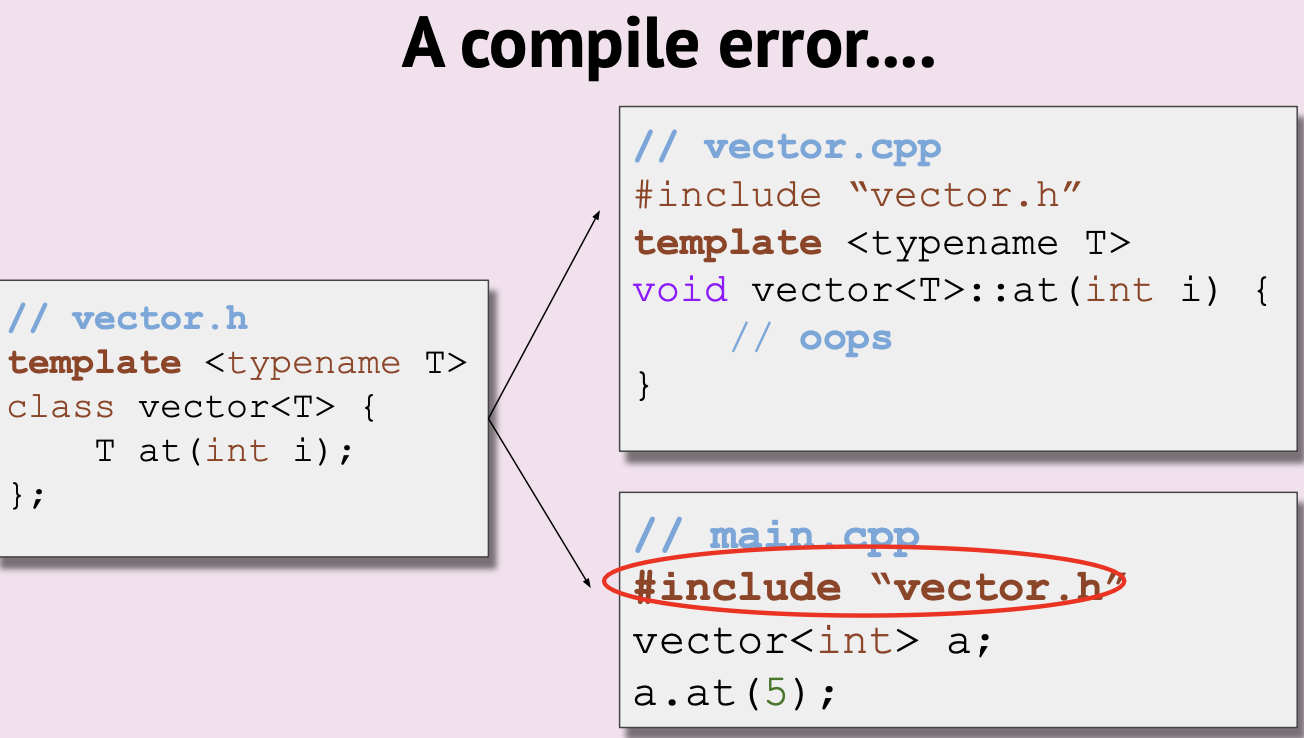 A compile error....
// vector.h
template <typename T>
class vector<T> {
    T at(int i);
};
// vector.cpp
#include “vector.h”
template <typename T>
void vector<T>::at(int i) {
    // oops
}
// main.cpp
#include “vector.h”
vector<int> a;
a.at(5);